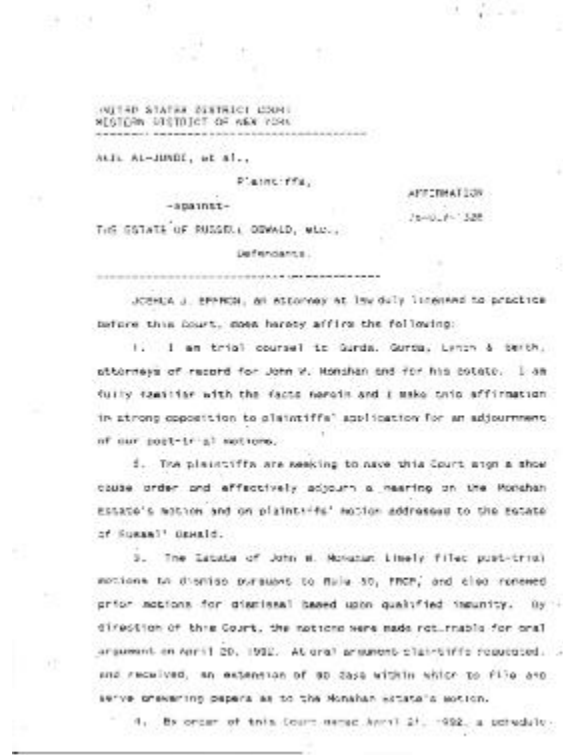 UNITED STATES DISTRICT COURT
WESTERN DISTRICT OF NEW YORK
AKIL AL-JUNDI, et al.,
Plaintiffs,
AFFIRMATION
-against-
THE ESTATE OF RUSSELL OSWALD, etc.,
Defendants.
JOSHUA J. EFFRON, an attorney at law duly licensed to practice
before this Court, does hereby affirm the following:
1. I am trial counsel to Gurda, Gurda, Lynch & Smith,
attorneys of record for John W. Monahan and for his estate. I am
fully familiar with the facts herein and I make this affirmation
in strong opposition to plaintiffs' application for an adjournment
of our post-trial motions.
2. The plaintiffs are seeking to have this Court sign a show
cause order and effectively adjourn a hearing on the Monahan
Estate's motion and on plaintiffs' motion addressed to the Estate
of Russell Oswald.
3. The Estate of John W. Monahan timely filed post-trial
motions to dismiss pursuant to Rule 50, FRCP, and also renewed
prior motions for dismissal based upon qualified immunity. By
direction of this Court, the motions were made returnable for oral
argument on April 20, 1992. At oral argument plaintiffs requested,
and received, an extension of 90 days within which to file and
serve answering papers as to the Monahan Estate's motion.
4. By order of this Court dated April 21, 1992, a schedule